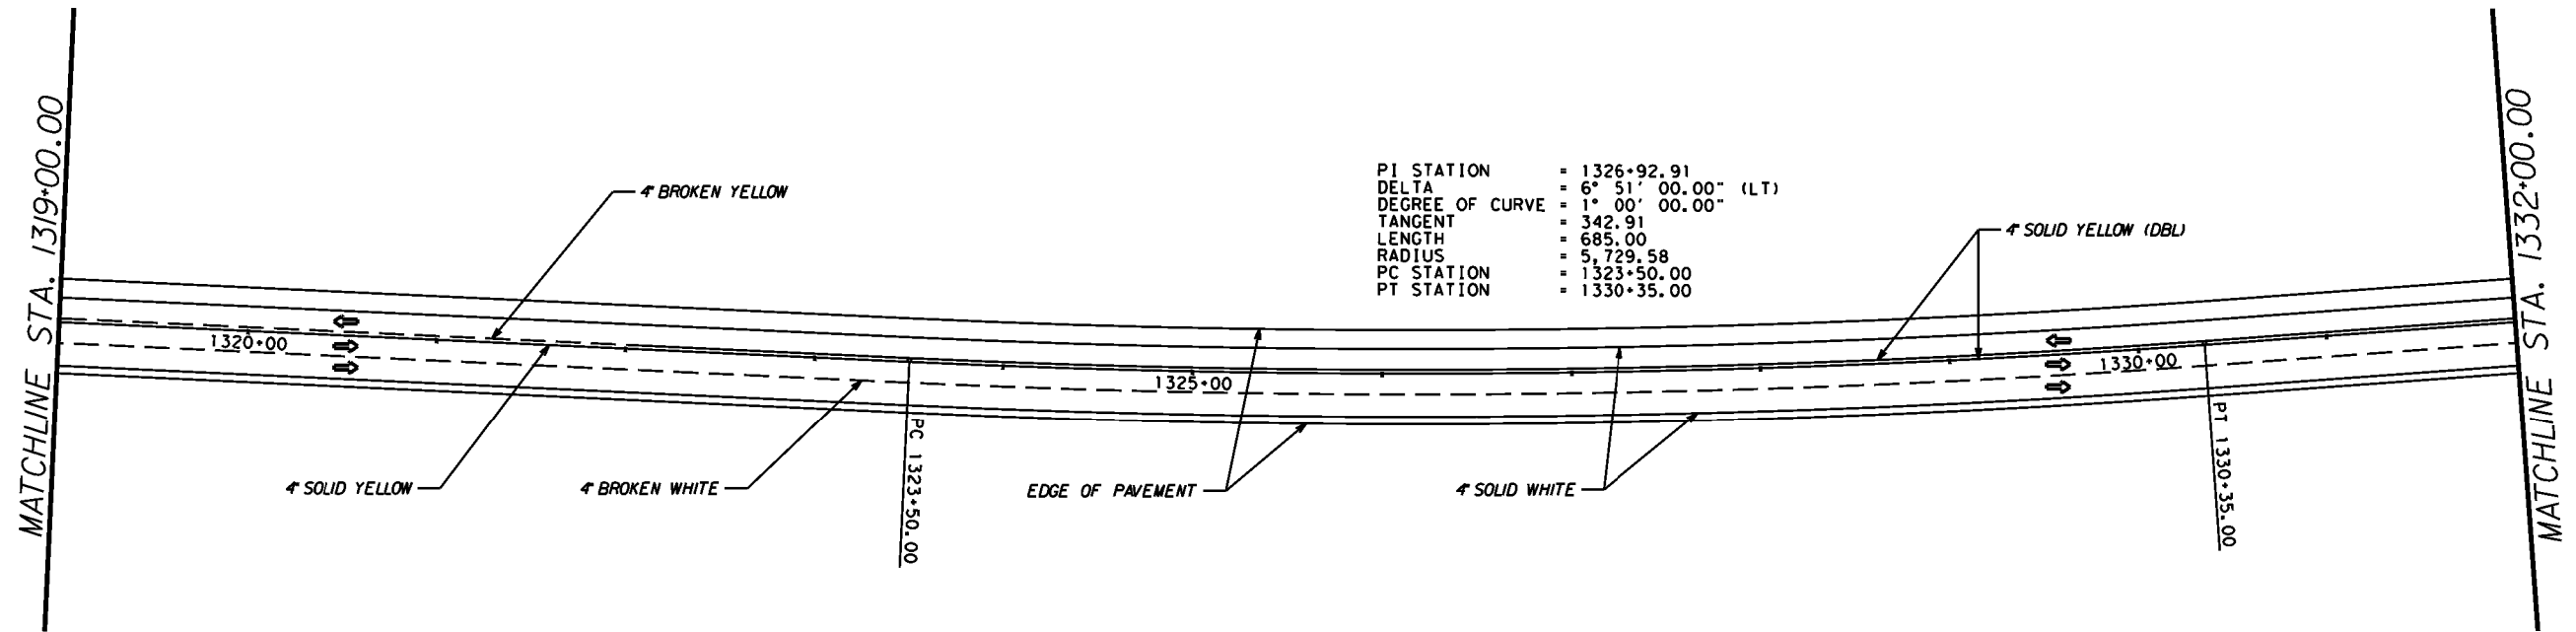 MATCHLINE STA. 1319+00.00
4" BROKEN YELLOW
PI STATION = 1326+92.91
DELTA = 6° 51' 00.00" (LT)
DEGREE OF CURVE = 1° 00' 00.00"
TANGENT = 342.91
LENGTH = 685.00
RADIUS = 5,729.58
PC STATION = 1323+50.00
PT STATION = 1330+35.00
4" SOLID YELLOW (DBL)
MATCHLINE STA. 1332+00.00
1320+00
1325+00
1330+00
4" SOLID YELLOW
4" BROKEN WHITE
PC 1323+50.00
EDGE OF PAVEMENT
4" SOLID WHITE
PT 1330+35.00